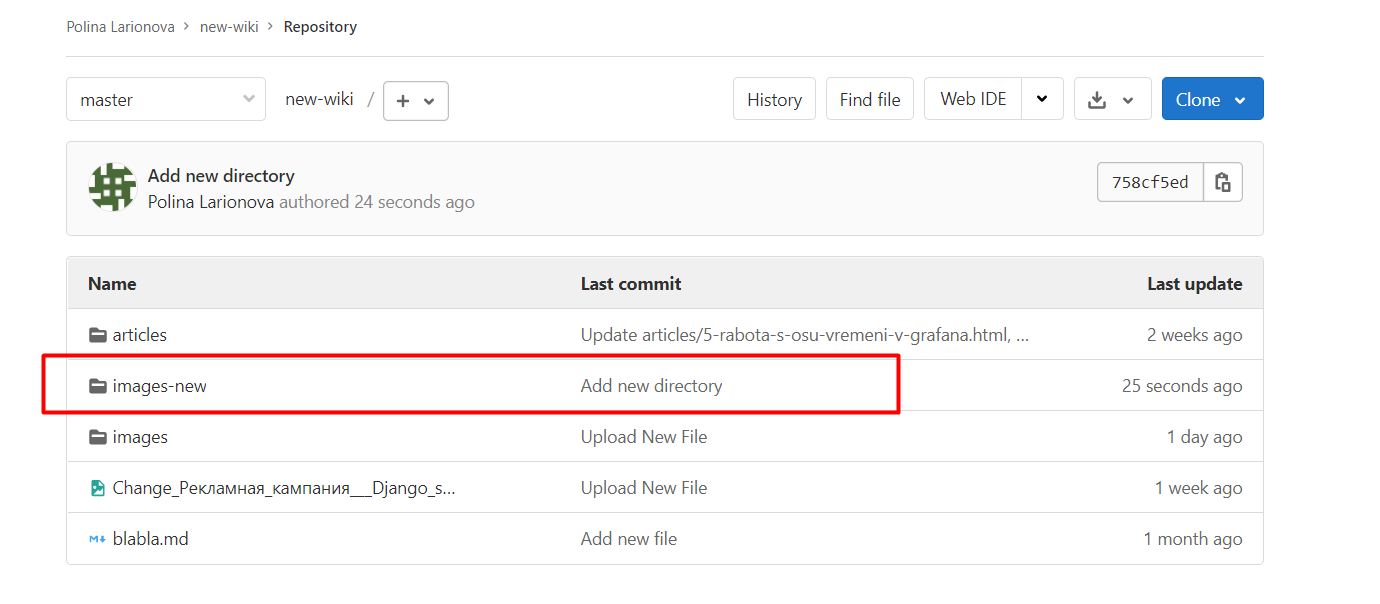 Polina Larionova > new-wiki > Repository
master new-wiki / + History Find file Web IDE Clone
Add new directory
Polina Larionova authored 24 seconds ago
758cf5ed
Name Last commit Last update
articles Update articles/5-rabota-s-osu-vremeni-v-grafana.html, ... 2 weeks ago
images-new Add new directory 25 seconds ago
images Upload New File 1 day ago
Change_Рекламная_кампания___Django_s... Upload New File 1 week ago
M↓ blabla.md Add new file 1 month ago